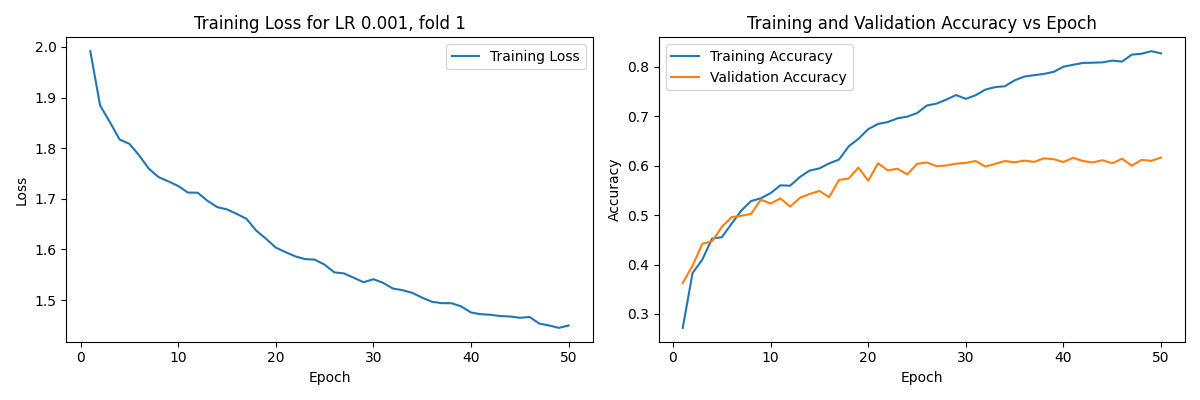 Training Loss for LR 0.001, fold 1
Training Loss
2.0
1.9
1.8
1.7
1.6
1.5
Loss
0 10 20 30 40 50
Epoch
Training and Validation Accuracy vs Epoch
Training Accuracy
Validation Accuracy
0.8
0.7
0.6
0.5
0.4
0.3
Accuracy
0 10 20 30 40 50
Epoch